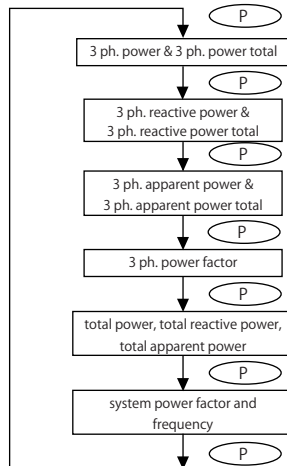 P
3 ph. power & 3 ph. power total
P
3 ph. reactive power &
3 ph. reactive power total
P
3 ph. apparent power &
3 ph. apparent power total
P
3 ph. power factor
P
total power, total reactive power,
total apparent power
P
system power factor and
frequency
P